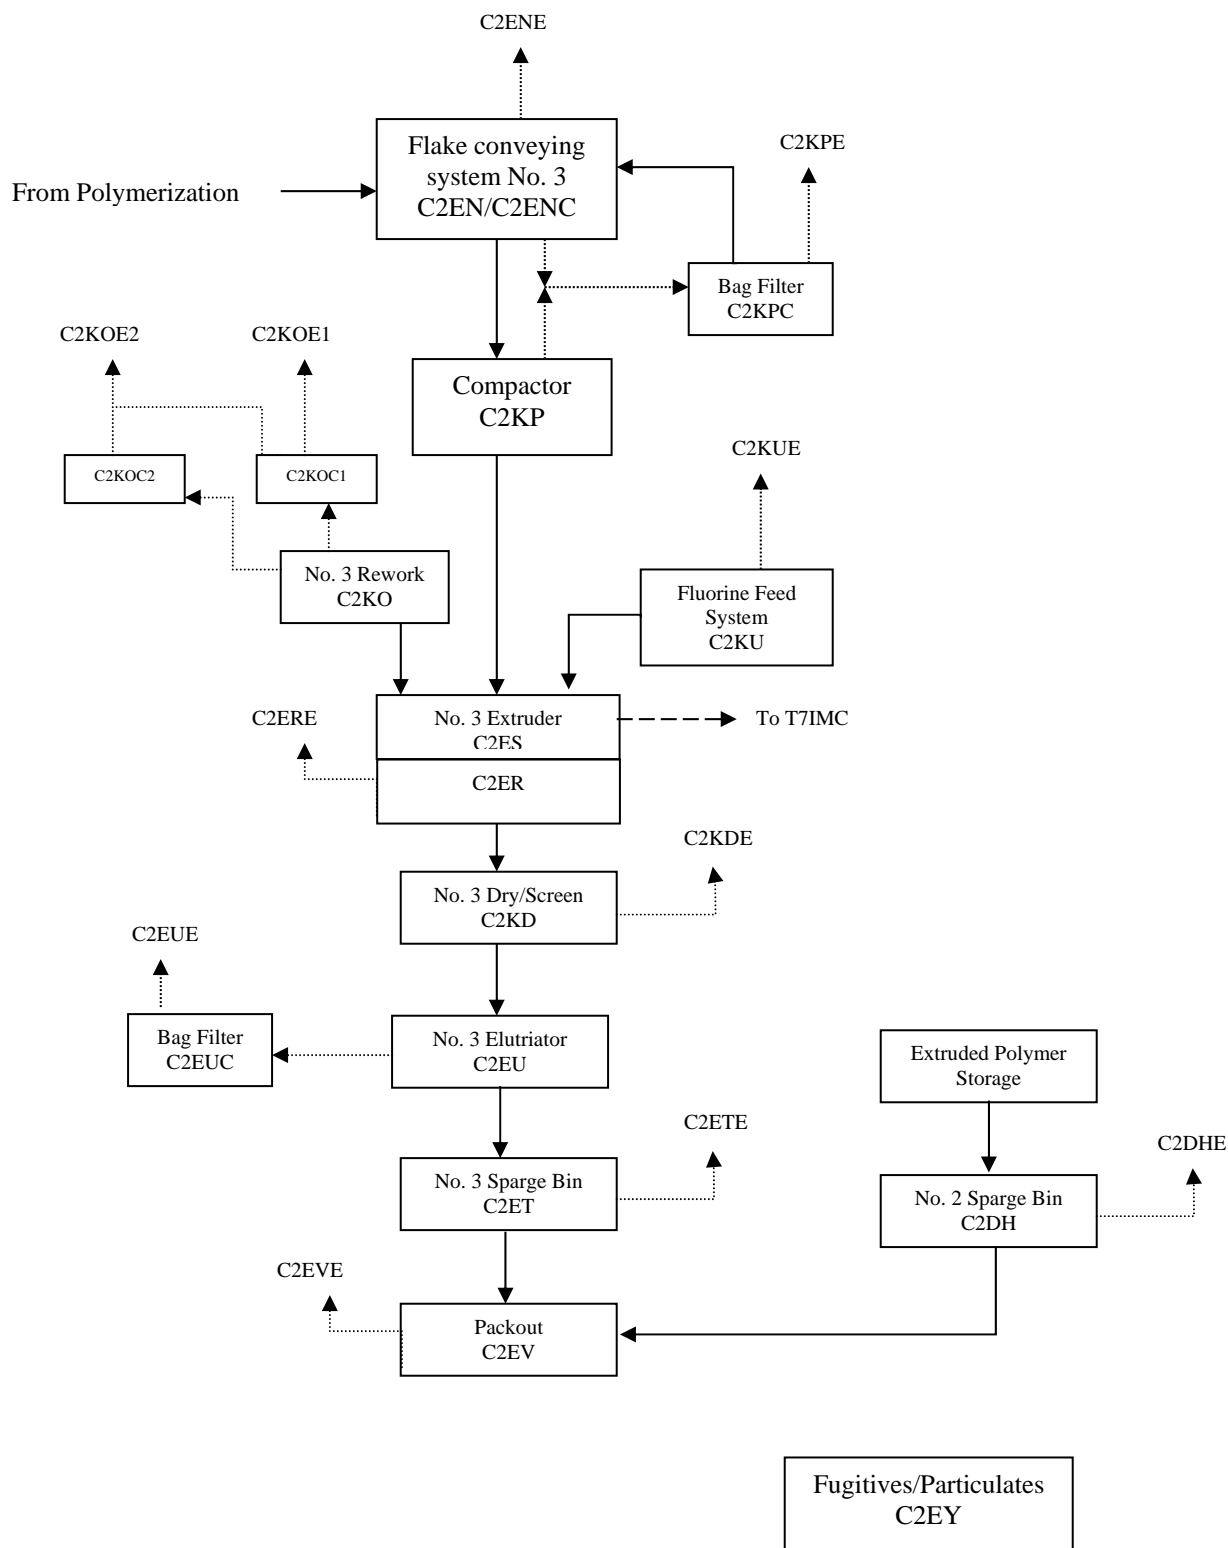 C2ENE
Flake conveying
system No. 3
C2EN/C2ENC
C2KPE
From Polymerization
Bag Filter
C2KPC
C2KOE2
C2KOE1
Compactor
C2KP
C2KUE
C2KOC2
C2KOC1
No. 3 Rework
C2KO
Fluorine Feed
System
C2KU
C2ERE
No. 3 Extruder
C2ES
To T7IMC
C2ER
C2KDE
No. 3 Dry/Screen
C2KD
C2EUE
Bag Filter
C2EUC
No. 3 Elutriator
C2EU
Extruded Polymer
Storage
C2ETE
C2DHE
No. 3 Sparge Bin
C2ET
No. 2 Sparge Bin
C2DH
C2EVE
Packout
C2EV
Fugitives/Particulates
C2EY